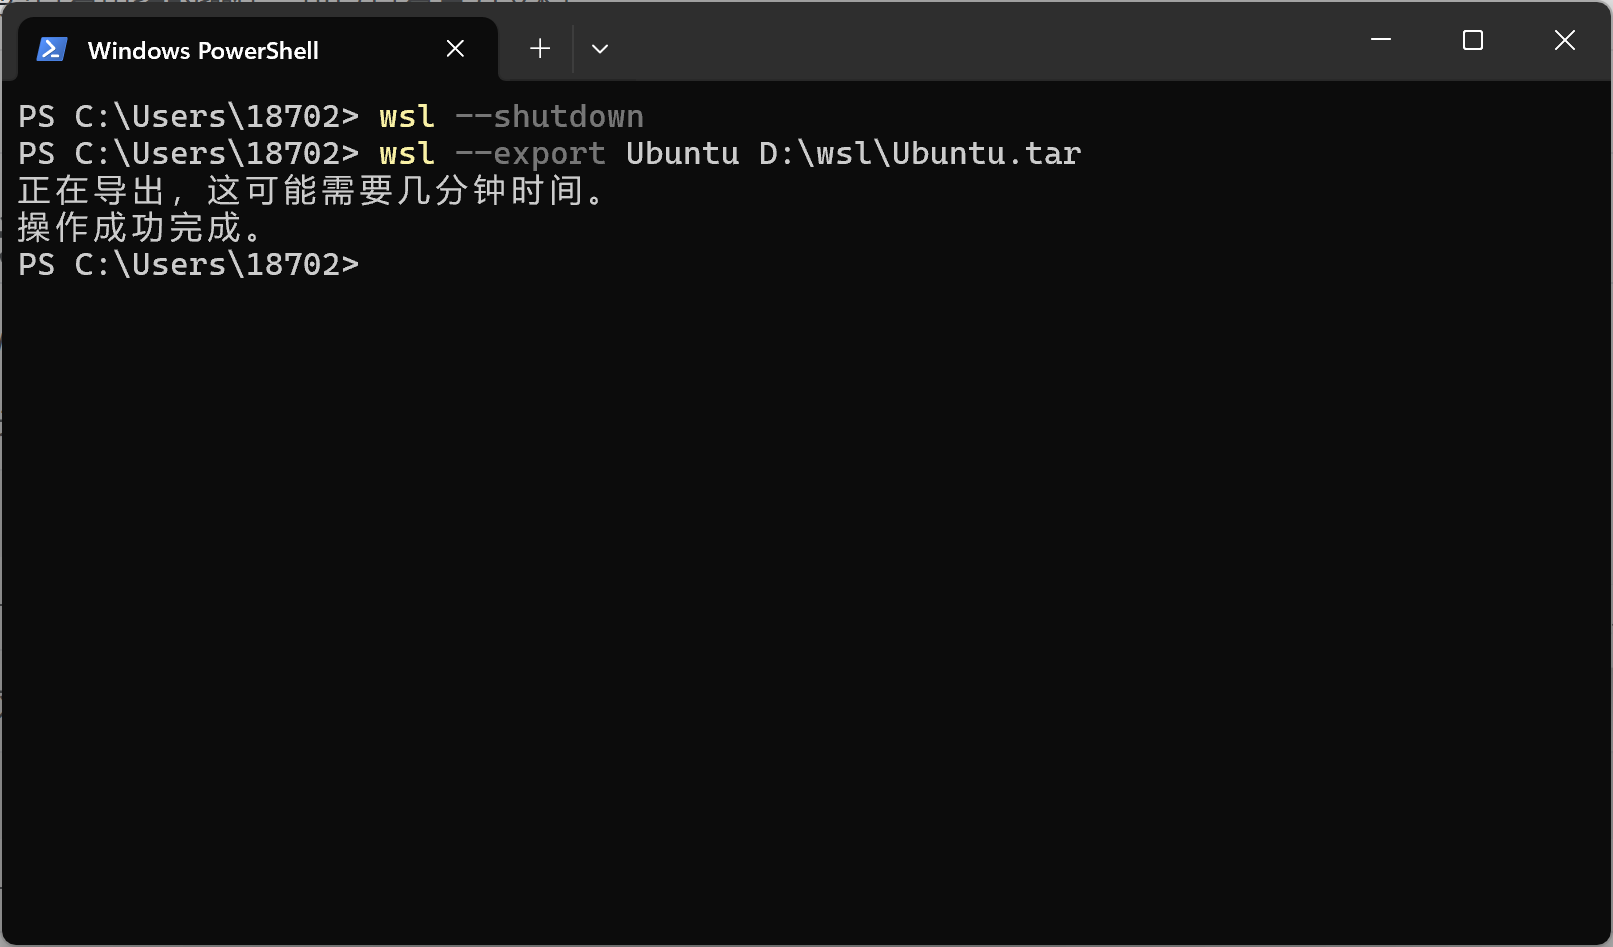 Windows PowerShell
PS C:\Users\18702> wsl --shutdown
PS C:\Users\18702> wsl --export Ubuntu D:\wsl\Ubuntu.tar
正在导出，这可能需要几分钟时间。
操作成功完成。
PS C:\Users\18702>